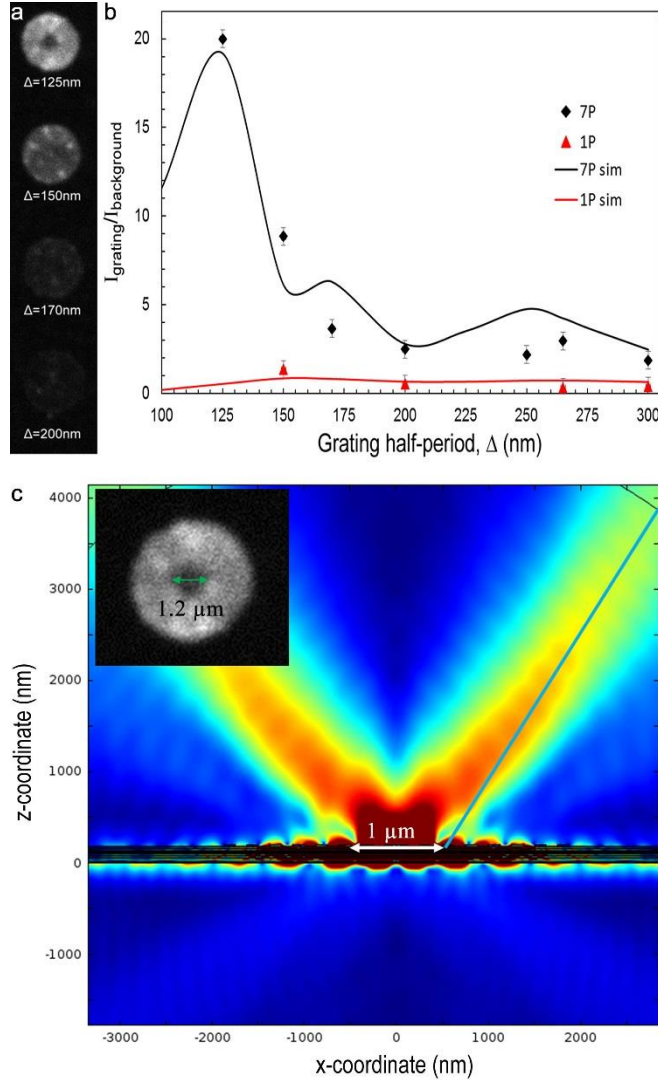 a
Δ=125nm
Δ=150nm
Δ=170nm
Δ=200nm
b
I_grating/I_background
20
15
10
5
0
100 125 150 175 200 225 250 275 300
Grating half-period, Δ (nm)
7P
1P
7P sim
1P sim
c
1.2 μm
1 μm
z-coordinate (nm)
4000
3000
2000
1000
0
-1000
-3000 -2000 -1000 0 1000 2000
x-coordinate (nm)